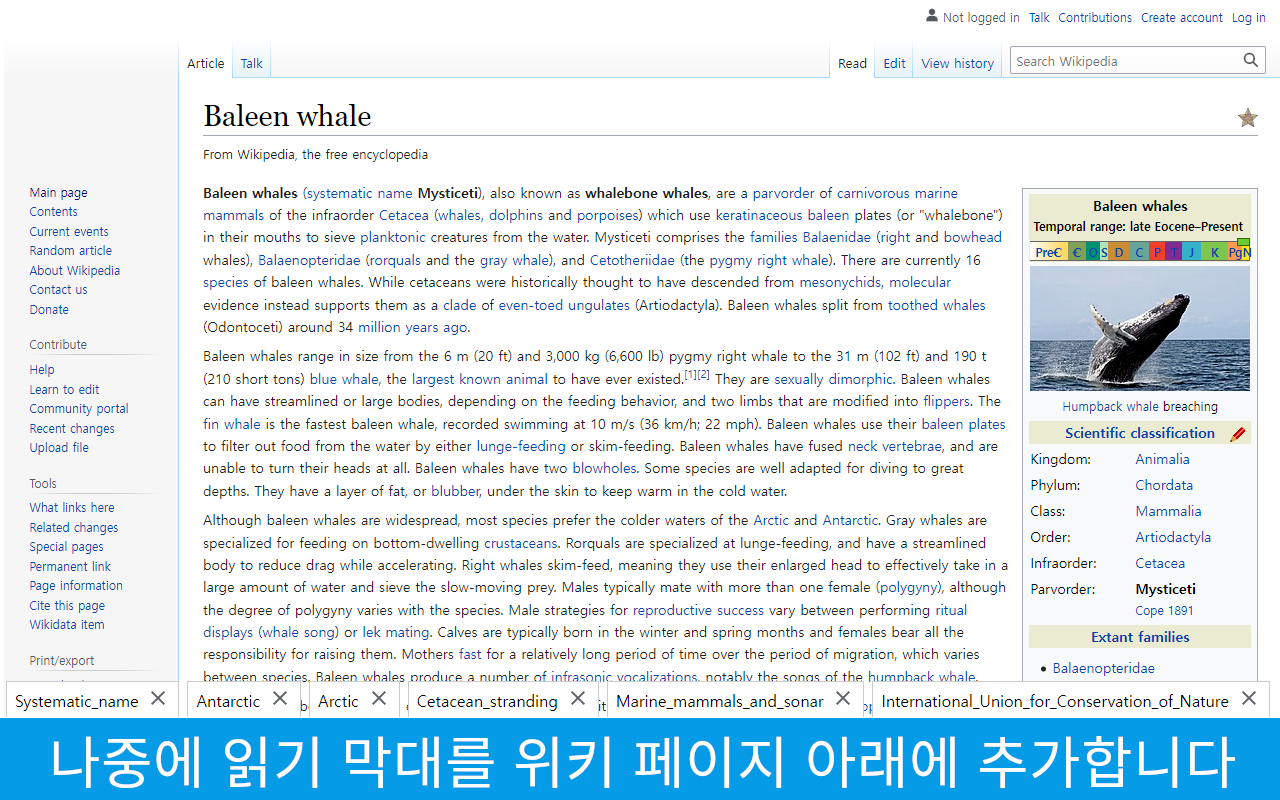 Not logged in Talk Contributions Create account Log in
Article Talk Read Edit View history Search Wikipedia
Baleen whale
From Wikipedia, the free encyclopedia
Main page
Contents
Current events
Random article
About Wikipedia
Contact us
Donate
Contribute
Help
Learn to edit
Community portal
Recent changes
Upload file
Tools
What links here
Related changes
Special pages
Permanent link
Page information
Cite this page
Wikidata item
Print/export
Baleen whales (systematic name Mysticeti), also known as whalebone whales, are a parvorder of carnivorous marine
mammals of the infraorder Cetacea (whales, dolphins and porpoises) which use keratinaceous baleen plates (or "whalebone")
in their mouths to sieve planktonic creatures from the water. Mysticeti comprises the families Balaenidae (right and bowhead
whales), Balaenopteridae (rorquals and the gray whale), and Cetotheriidae (the pygmy right whale). There are currently 16
species of baleen whales. While cetaceans were historically thought to have descended from mesonychids, molecular
evidence instead supports them as a clade of even-toed ungulates (Artiodactyla). Baleen whales split from toothed whales
(Odontoceti) around 34 million years ago.
Baleen whales range in size from the 6 m (20 ft) and 3,000 kg (6,600 lb) pygmy right whale to the 31 m (102 ft) and 190 t
(210 short tons) blue whale, the largest known animal to have ever existed.[1][2] They are sexually dimorphic. Baleen whales
can have streamlined or large bodies, depending on the feeding behavior, and two limbs that are modified into flippers. The
fin whale is the fastest baleen whale, recorded swimming at 10 m/s (36 km/h; 22 mph). Baleen whales use their baleen plates
to filter out food from the water by either lunge-feeding or skim-feeding. Baleen whales have fused neck vertebrae, and are
unable to turn their heads at all. Baleen whales have two blowholes. Some species are well adapted for diving to great
depths. They have a layer of fat, or blubber, under the skin to keep warm in the cold water.
Although baleen whales are widespread, most species prefer the colder waters of the Arctic and Antarctic. Gray whales are
specialized for feeding on bottom-dwelling crustaceans. Rorquals are specialized at lunge-feeding, and have a streamlined
body to reduce drag while accelerating. Right whales skim-feed, meaning they use their enlarged head to effectively take in a
large amount of water and sieve the slow-moving prey. Males typically mate with more than one female (polygyny), although
the degree of polygyny varies with the species. Male strategies for reproductive success vary between performing ritual
displays (whale song) or lek mating. Calves are typically born in the winter and spring months and females bear all the
responsibility for raising them. Mothers fast for a relatively long period of time over the period of migration, which varies
between species. Baleen whales produce a number of infrasonic vocalizations, notably the songs of the humpback whale.
Baleen whales
Temporal range: late Eocene–Present
PreЄ Є O S D C P T J K Pg N
Humpback whale breaching
Scientific classification
Kingdom: Animalia
Phylum: Chordata
Class: Mammalia
Order: Artiodactyla
Infraorder: Cetacea
Parvorder: Mysticeti
Cope 1891
Extant families
Balaenopteridae
Systematic_name Antarctic Arctic Cetacean_stranding Marine_mammals_and_sonar International_Union_for_Conservation_of_Nature
나중에 읽기 막대를 위키 페이지 아래에 추가합니다